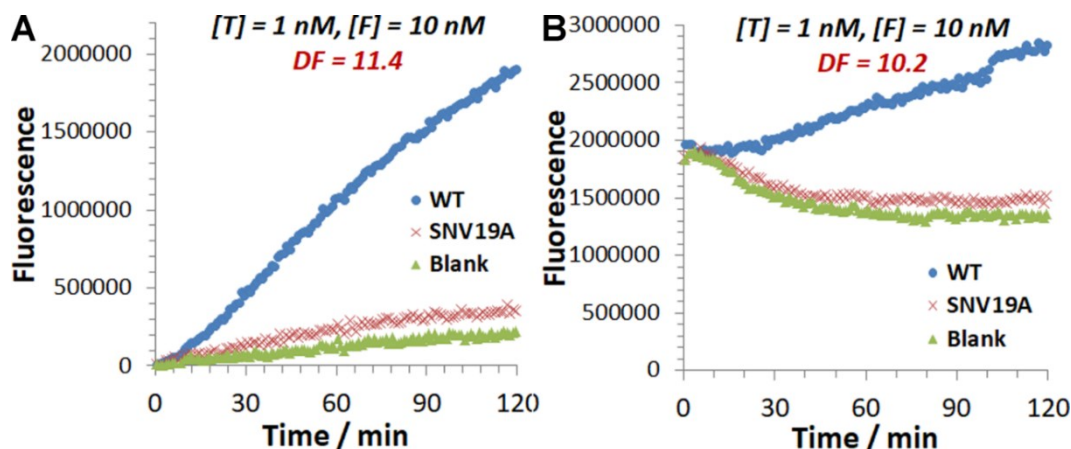 A
[T] = 1 nM, [F] = 10 nM
DF = 11.4
Fluorescence
2000000
1500000
1000000
500000
0
WT
SNV19A
Blank
0 30 60 90 120
Time / min
B
[T] = 1 nM, [F] = 10 nM
DF = 10.2
Fluorescence
3000000
2500000
2000000
1500000
1000000
500000
0
WT
SNV19A
Blank
0 30 60 90 120
Time / min